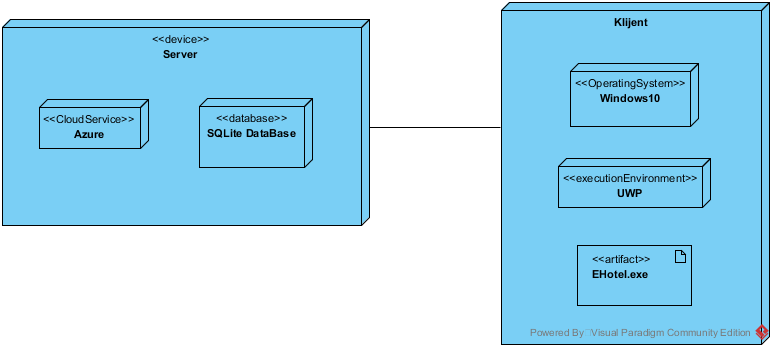 <<device>>
Server
<<CloudService>>
Azure
<<database>>
SQLite DataBase
Klijent
<<OperatingSystem>>
Windows10
<<executionEnvironment>>
UWP
<<artifact>>
EHotel.exe
Powered By Visual Paradigm Community Edition